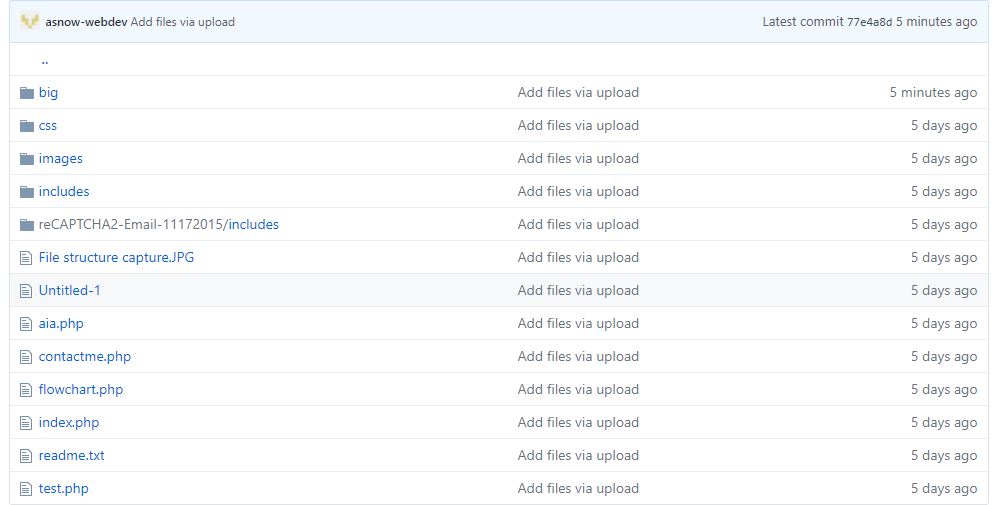 asnow-webdev Add files via upload Latest commit 77e4a8d 5 minutes ago
..
big Add files via upload 5 minutes ago
css Add files via upload 5 days ago
images Add files via upload 5 days ago
includes Add files via upload 5 days ago
reCAPTCHA2-Email-11172015/includes Add files via upload 5 days ago
File structure capture.JPG Add files via upload 5 days ago
Untitled-1 Add files via upload 5 days ago
aia.php Add files via upload 5 days ago
contactme.php Add files via upload 5 days ago
flowchart.php Add files via upload 5 days ago
index.php Add files via upload 5 days ago
readme.txt Add files via upload 5 days ago
test.php Add files via upload 5 days ago